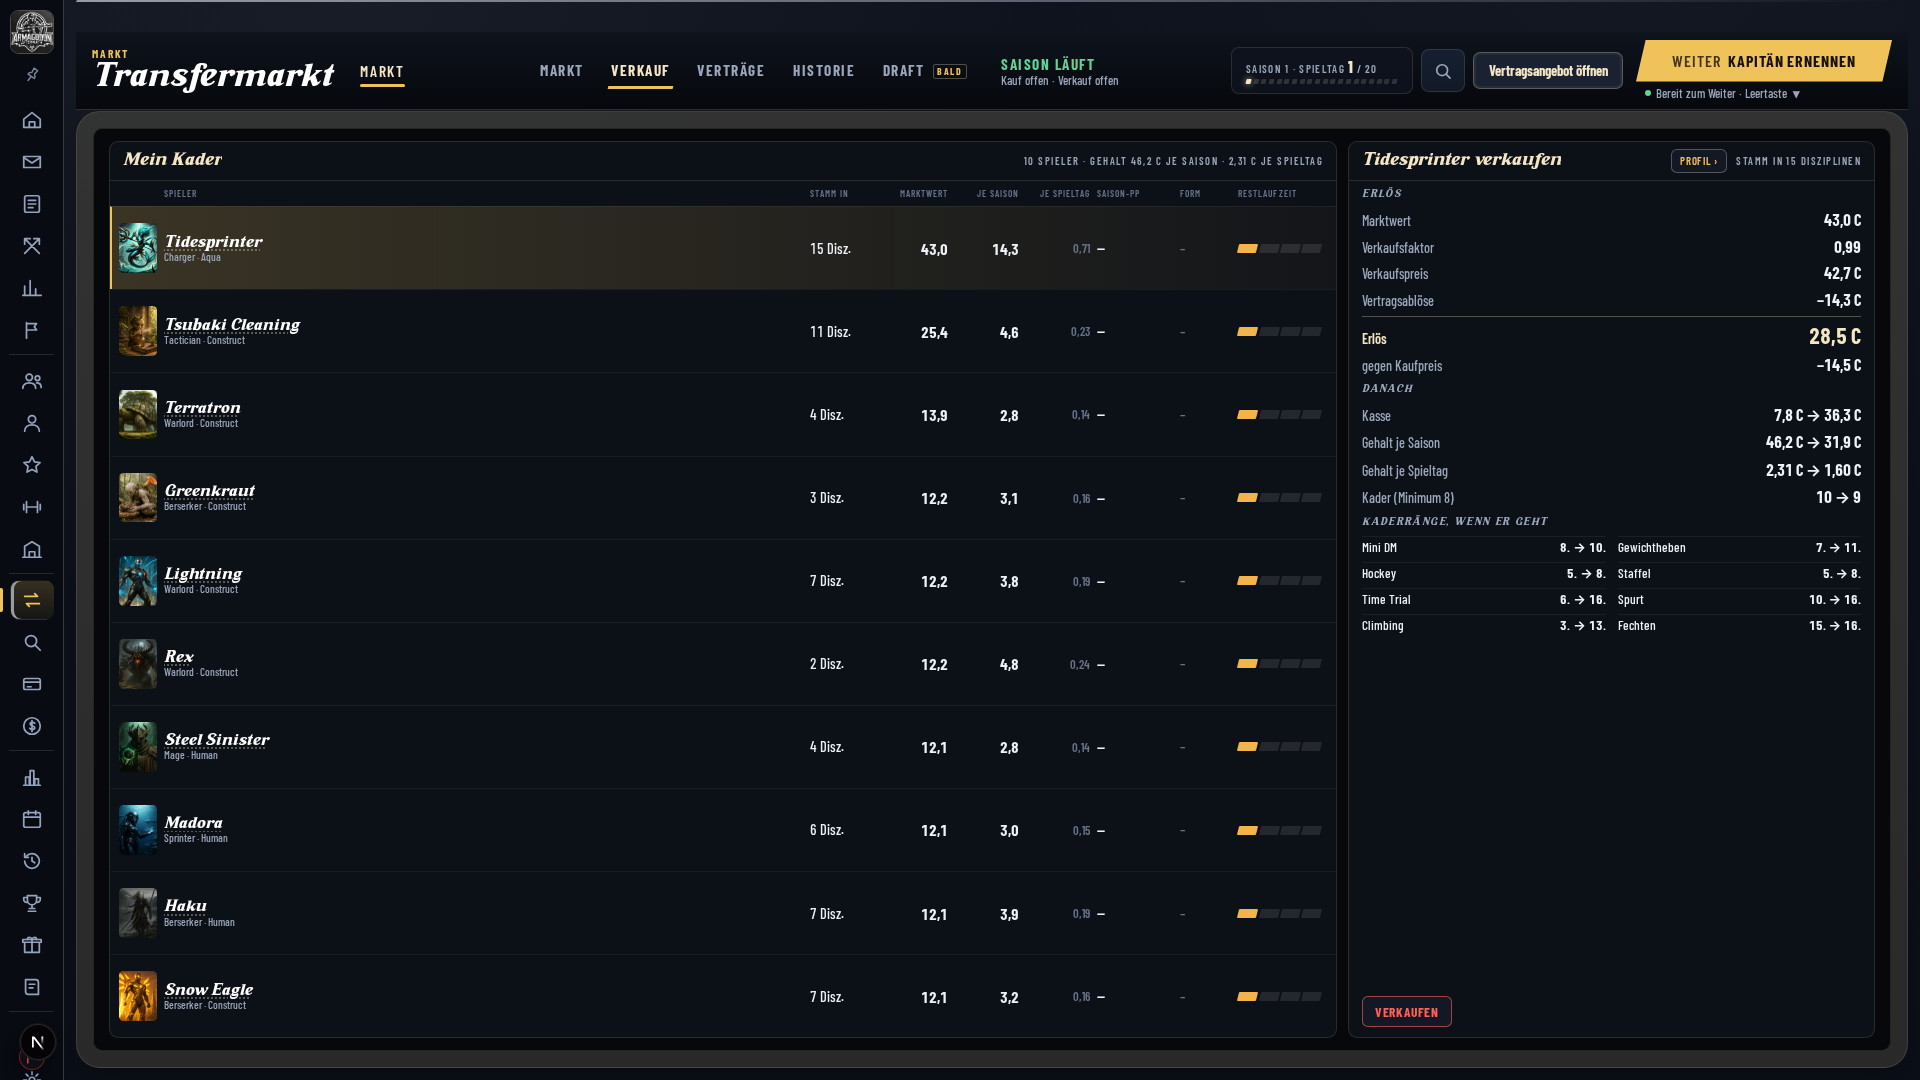 ARMAGEDDON
MARKT
Transfermarkt
MARKT
MARKT
VERKAUF
VERTRÄGE
HISTORIE
DRAFT
BALD
SAISON LÄUFT
Kauf offen · Verkauf offen
SAISON 1 · SPIELTAG 1 / 20
Vertragsangebot öffnen
WEITER KAPITÄN ERNENNEN
Bereit zum Weiter · Leertaste ▼
Mein Kader
10 SPIELER · GEHALT 46,2 C JE SAISON · 2,31 C JE SPIELTAG
SPIELER STAMM IN MARKTWERT JE SAISON JE SPIELTAG SAISON-PP FORM RESTLAUFZEIT
Tidesprinter
Charger · Aqua
15 Disz. 43,0 14,3 0,71 – –
Tsubaki Cleaning
Tactician · Construct
11 Disz. 25,4 4,6 0,23 – –
Terratron
Warlord · Construct
4 Disz. 13,9 2,8 0,14 – –
Greenkraut
Berserker · Construct
3 Disz. 12,2 3,1 0,16 – –
Lightning
Warlord · Construct
7 Disz. 12,2 3,8 0,19 – –
Rex
Warlord · Construct
2 Disz. 12,2 4,8 0,24 – –
Steel Sinister
Mage · Human
4 Disz. 12,1 2,8 0,14 – –
Madora
Sprinter · Human
6 Disz. 12,1 3,0 0,15 – –
Haku
Berserker · Human
7 Disz. 12,1 3,9 0,19 – –
Snow Eagle
Berserker · Construct
7 Disz. 12,1 3,2 0,16 – –
Tidesprinter verkaufen
PROFIL ›
STAMM IN 15 DISZIPLINEN
ERLÖS
Marktwert 43,0 C
Verkaufsfaktor 0,99
Verkaufspreis 42,7 C
Vertragsablöse −14,3 C
Erlös 28,5 C
gegen Kaufpreis −14,5 C
DANACH
Kasse 7,8 C → 36,3 C
Gehalt je Saison 46,2 C → 31,9 C
Gehalt je Spieltag 2,31 C → 1,60 C
Kader (Minimum 8) 10 → 9
KADERRÄNGE, WENN ER GEHT
Mini DM 8. → 10. Gewichtheben 7. → 11.
Hockey 5. → 8. Staffel 5. → 8.
Time Trial 6. → 16. Spurt 10. → 16.
Climbing 3. → 13. Fechten 15. → 16.
VERKAUFEN
N